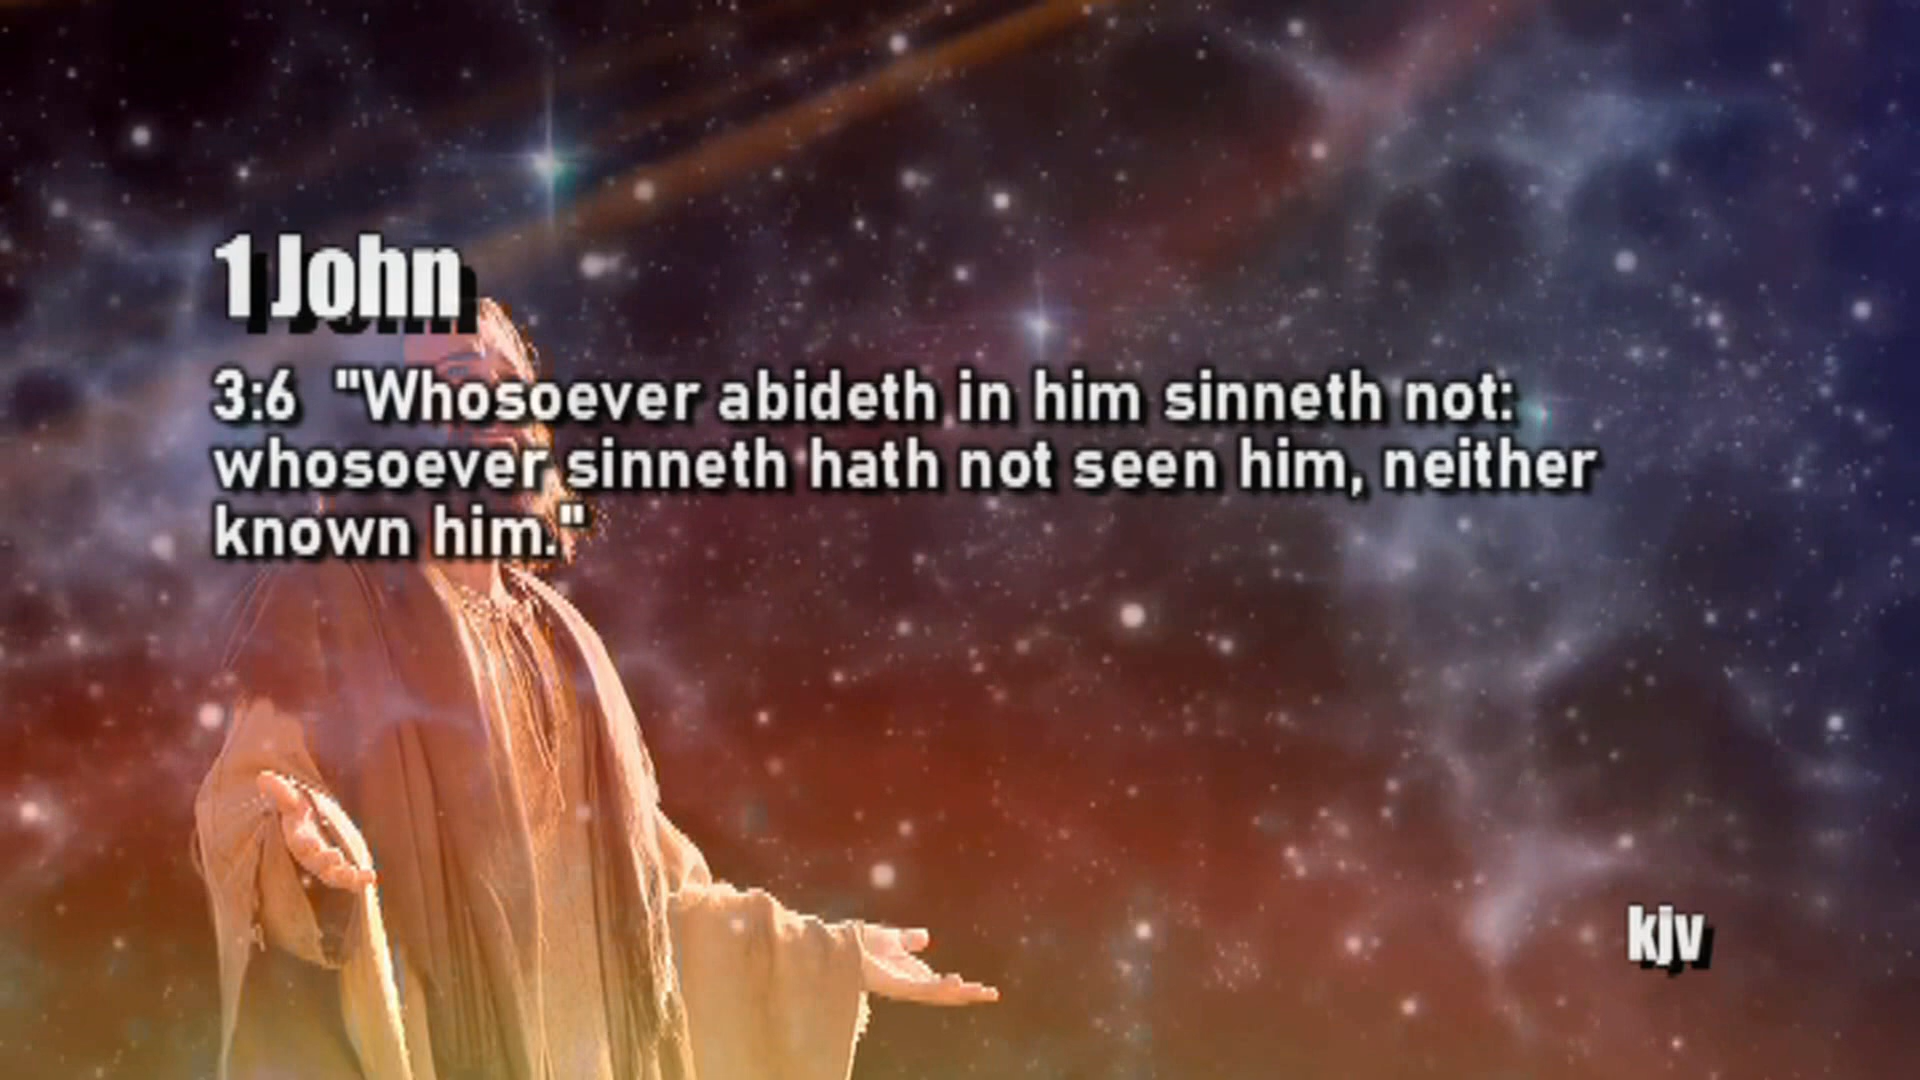 1 John
3:6 "Whosoever abideth in him sinneth not:
whosoever sinneth hath not seen him, neither
known him."
kjv